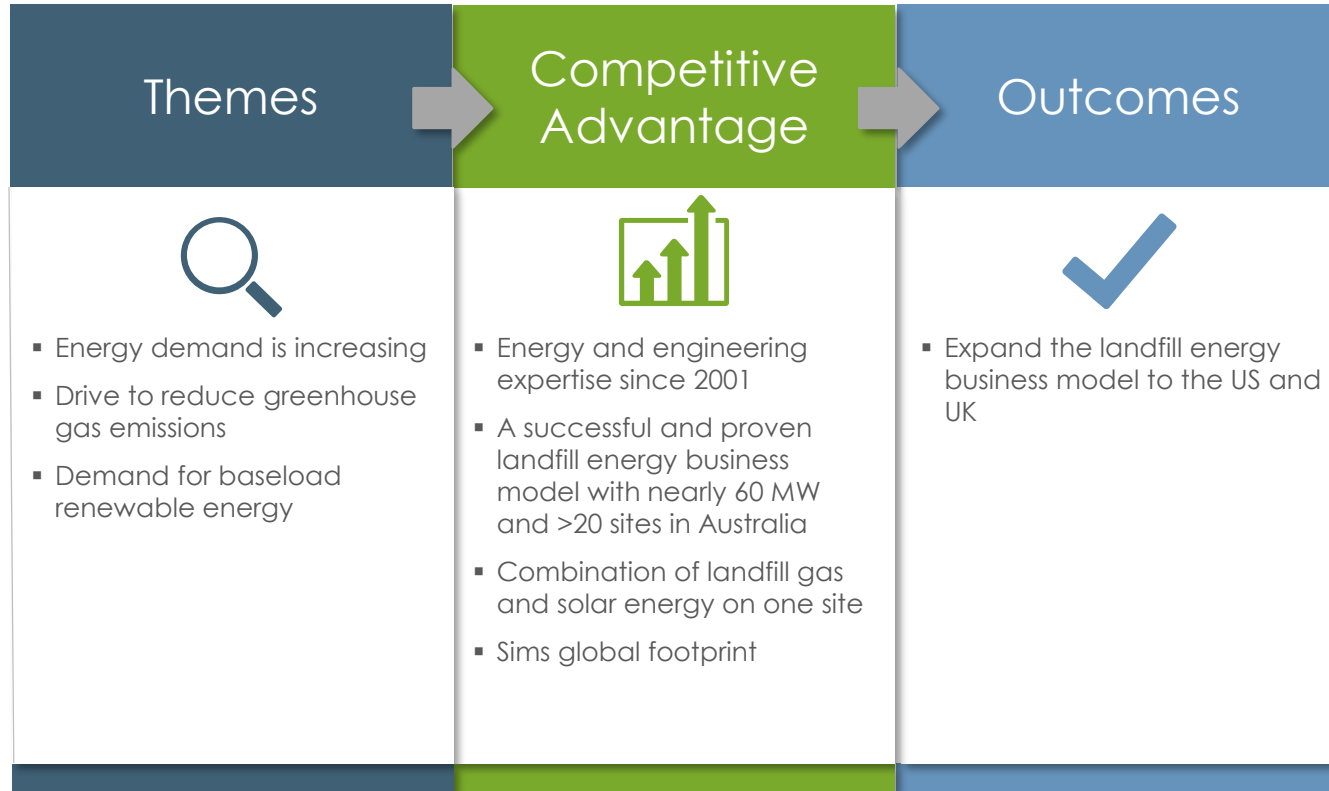 Themes
Competitive
Advantage
Outcomes
▪ Energy demand is increasing
▪ Drive to reduce greenhouse
gas emissions
▪ Demand for baseload
renewable energy
▪ Energy and engineering
expertise since 2001
▪ A successful and proven
landfill energy business
model with nearly 60 MW
and >20 sites in Australia
▪ Combination of landfill gas
and solar energy on one site
▪ Sims global footprint
▪ Expand the landfill energy
business model to the US and
UK